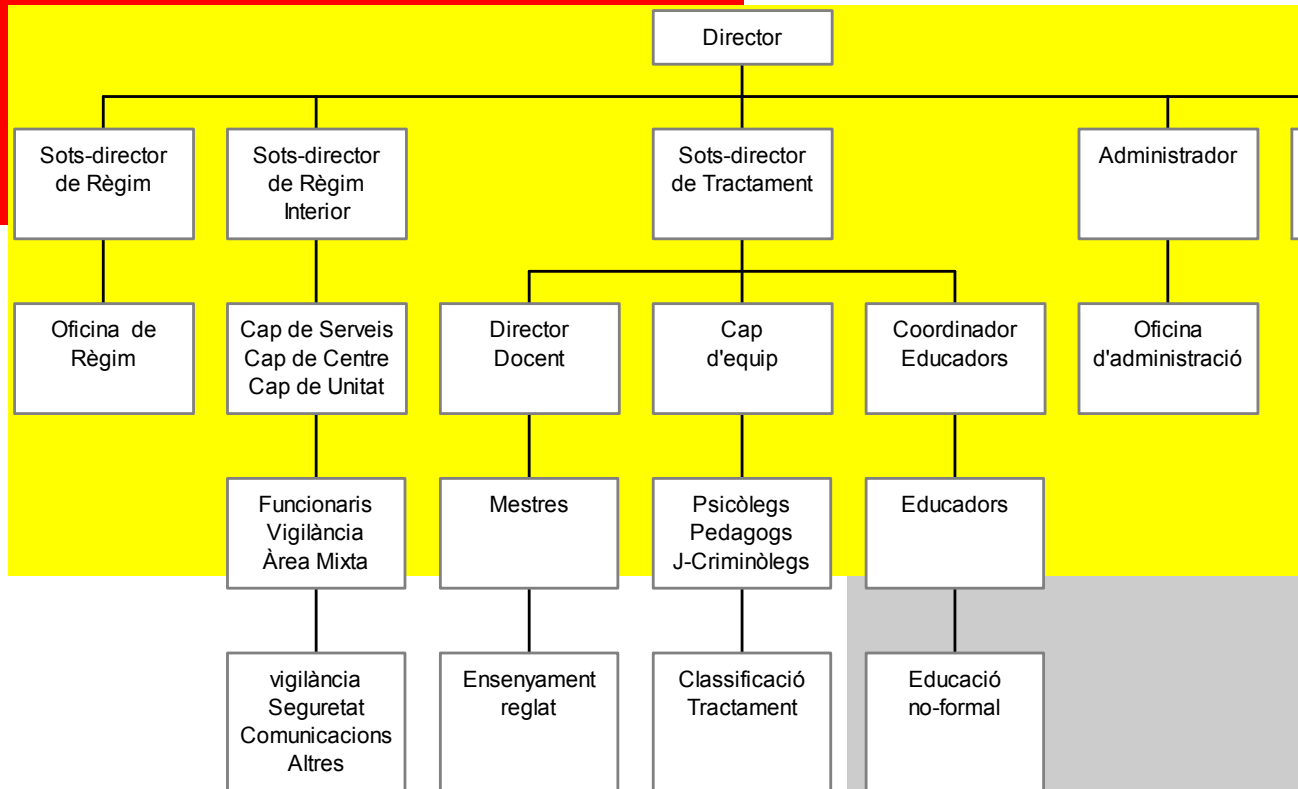 Director
Sots-director
de Règim
Sots-director
de Règim
Interior
Sots-director
de Tractament
Administrador
Oficina de
Règim
Cap de Serveis
Cap de Centre
Cap de Unitat
Director
Docent
Cap
d'equip
Coordinador
Educadors
Oficina
d'administració
Funcionaris
Vigilància
Àrea Mixta
Mestres
Psicòlegs
Pedagogs
J-Criminòlegs
Educadors
vigilància
Seguretat
Comunicacions
Altres
Ensenyament
reglat
Classificació
Tractament
Educació
no-formal